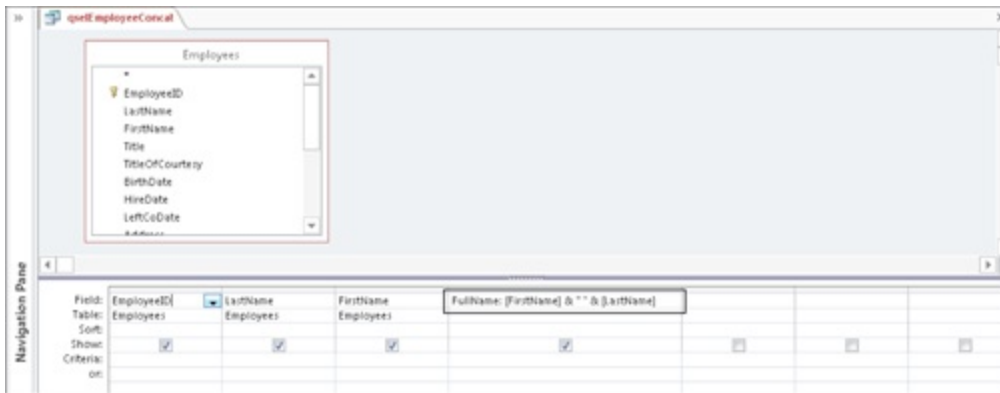 »
qselEmployeeConcat
Employees
*
EmployeeID
LastName
FirstName
Title
TitleOfCourtesy
BirthDate
HireDate
LeftCoDate
Address
Navigation Pane
Field: EmployeeID LastName FirstName FullName: [FirstName] & " " & [LastName]
Table: Employees Employees Employees
Sort:
Show:
Criteria:
or: